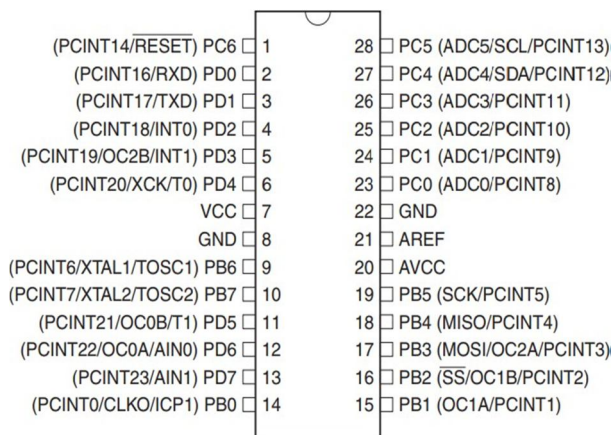 (PCINT14/RESET) PC6 1 28 PC5 (ADC5/SCL/PCINT13)
(PCINT16/RXD) PD0 2 27 PC4 (ADC4/SDA/PCINT12)
(PCINT17/TXD) PD1 3 26 PC3 (ADC3/PCINT11)
(PCINT18/INT0) PD2 4 25 PC2 (ADC2/PCINT10)
(PCINT19/OC2B/INT1) PD3 5 24 PC1 (ADC1/PCINT9)
(PCINT20/XCK/T0) PD4 6 23 PC0 (ADC0/PCINT8)
VCC 7 22 GND
GND 8 21 AREF
(PCINT6/XTAL1/TOSC1) PB6 9 20 AVCC
(PCINT7/XTAL2/TOSC2) PB7 10 19 PB5 (SCK/PCINT5)
(PCINT21/OC0B/T1) PD5 11 18 PB4 (MISO/PCINT4)
(PCINT22/OC0A/AIN0) PD6 12 17 PB3 (MOSI/OC2A/PCINT3)
(PCINT23/AIN1) PD7 13 16 PB2 (SS/OC1B/PCINT2)
(PCINT0/CLKO/ICP1) PB0 14 15 PB1 (OC1A/PCINT1)